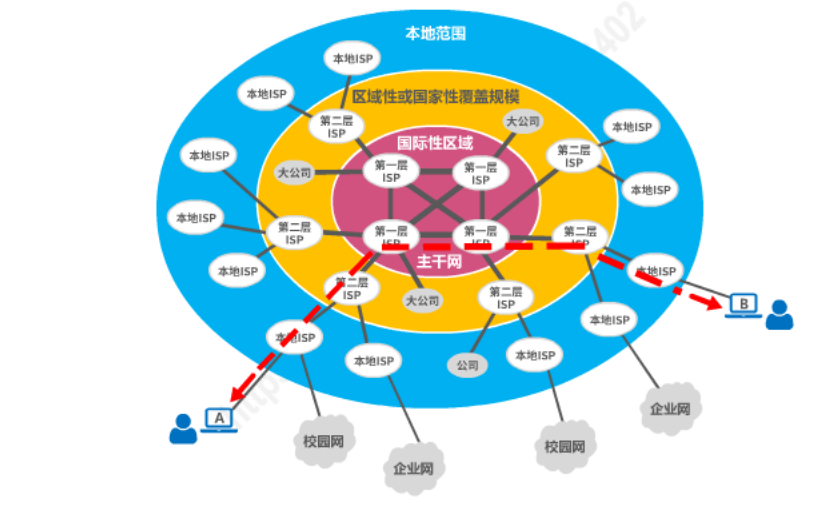 402
本地范围
本地ISP
本地ISP
区域性或国家性覆盖规模
第二层
ISP
大公司
本地ISP
国际性区域
本地ISP
第二层
ISP
大公司
第一层
ISP
第一层
ISP
本地ISP
本地ISP
第二层
ISP
第一层
ISP
第一层
ISP
第二层
ISP
主干网
本地ISP
本地ISP
第二层
ISP
大公司
第二层
ISP
B
本地ISP
本地ISP
本地ISP
公司
本地ISP
A
企业网
校园网
校园网
企业网
http